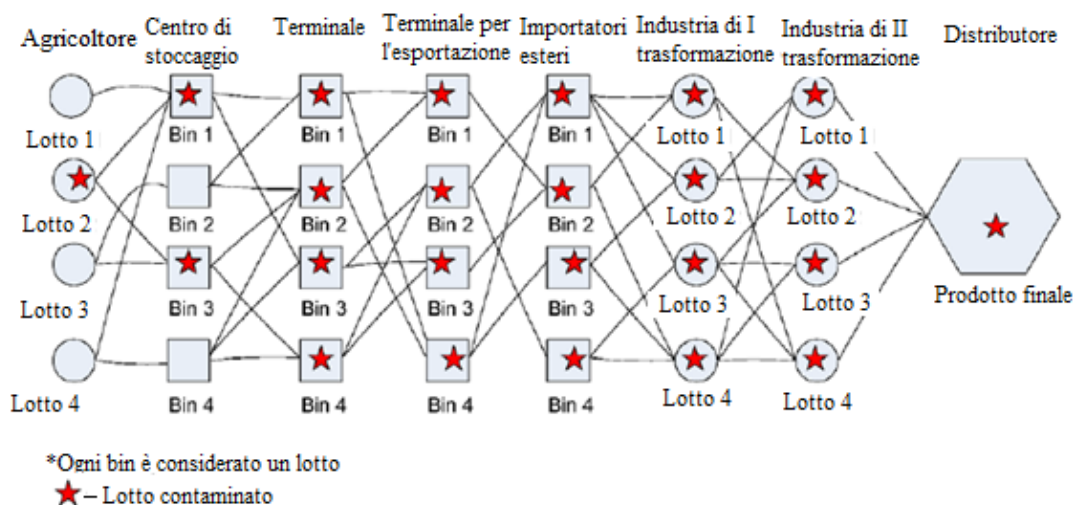 Agricoltore
Centro di
stoccaggio
Terminale
Terminale per
l'esportazione
Importatori
esteri
Industria di I
trasformazione
Industria di II
trasformazione
Distributore
Lotto 1
Bin 1
Bin 1
Bin 1
Bin 1
Lotto 1
Lotto 1
Lotto 2
Bin 2
Bin 2
Bin 2
Bin 2
Lotto 2
Lotto 2
Lotto 3
Bin 3
Bin 3
Bin 3
Bin 3
Lotto 3
Lotto 3
Prodotto finale
Lotto 4
Bin 4
Bin 4
Bin 4
Bin 4
Lotto 4
Lotto 4
*Ogni bin è considerato un lotto
– Lotto contaminato